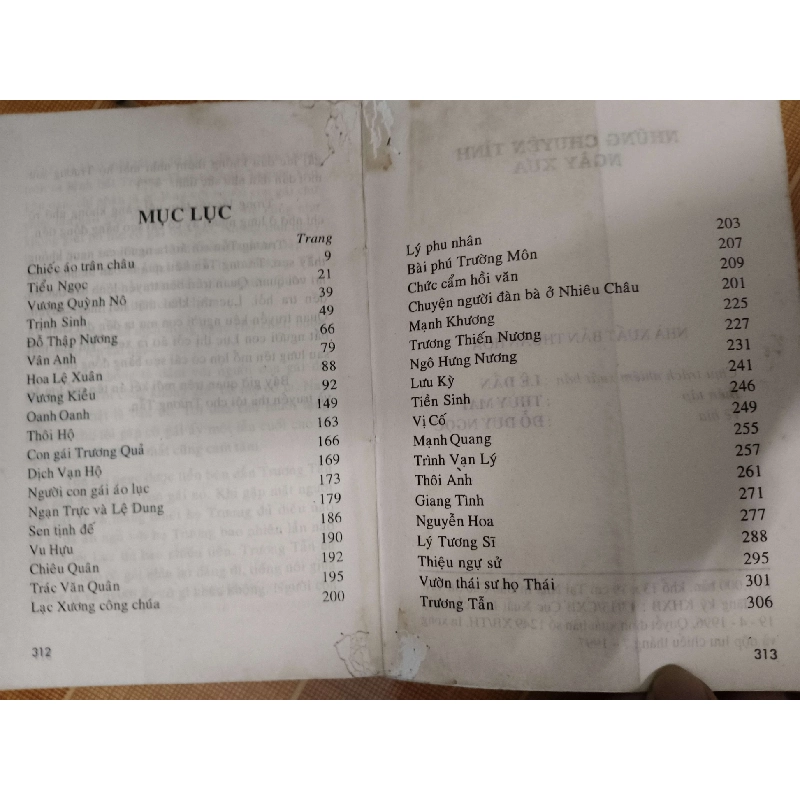 MỤC LỤC
Trang
Chiếc áo trân châu 9
Tiểu Ngọc 21
Vương Quỳnh Nô 39
Trịnh Sinh 49
Đỗ Thập Nương 66
Vân Anh 79
Hoa Lệ Xuân 88
Vương Kiều 92
Oanh Oanh 149
Thôi Hộ 163
Con gái Trương Quả 166
Dịch Vạn Hộ 169
Người con gái áo lục 173
Ngạn Trực và Lệ Dung 179
Sen tịnh đế 186
Vu Hựu 190
Chiêu Quân 192
Trác Văn Quân 195
Lạc Xương công chúa 200
312
Lý phu nhân 203
Bài phú Trường Môn 207
Chức cẩm hồi văn 209
Chuyện người đàn bà ở Nhiêu Châu 201
Mạnh Khương 225
Trương Thiến Nương 227
Ngô Hưng Nương 231
Lưu Kỳ 241
Tiền Sinh 246
Vị Cố 249
Mạnh Quang 255
Trình Vạn Lý 257
Thôi Anh 261
Giang Tình 271
Nguyễn Hoa 277
Lý Tương Sĩ 288
Thiệu ngự sử 295
Vườn thái sư họ Thái 301
Trương Tẫn 306
313